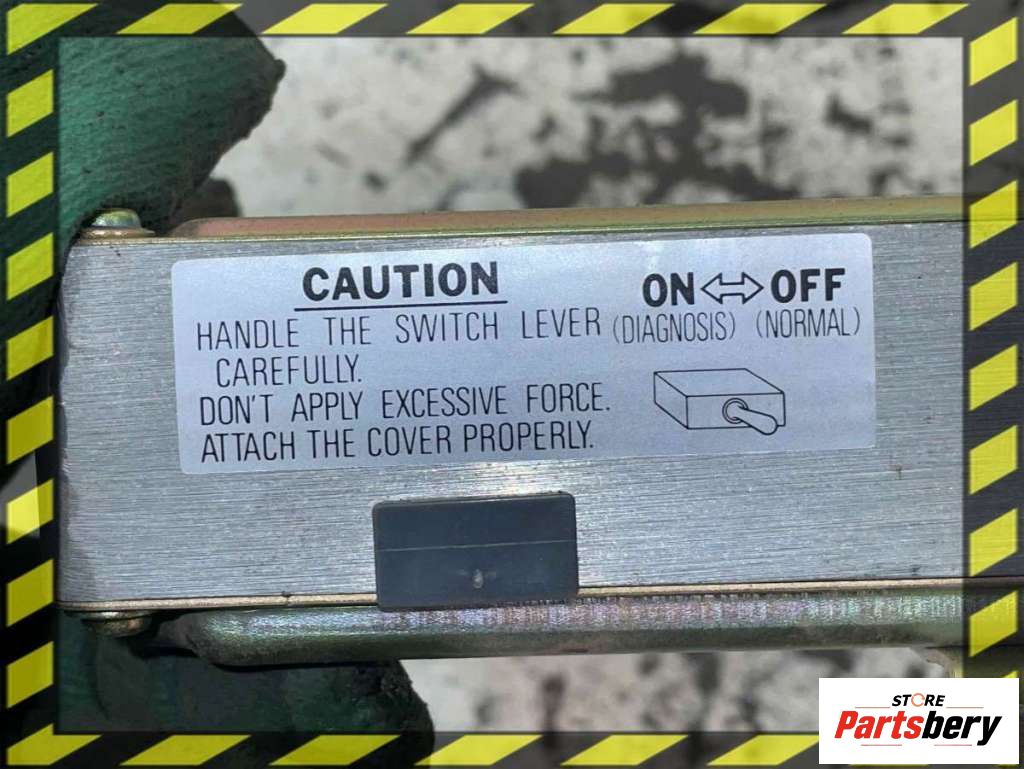 CAUTION
HANDLE THE SWITCH LEVER
CAREFULLY.
DON'T APPLY EXCESSIVE FORCE.
ATTACH THE COVER PROPERLY.
ON⇔OFF
(DIAGNOSIS) (NORMAL)
STORE
Partsbery